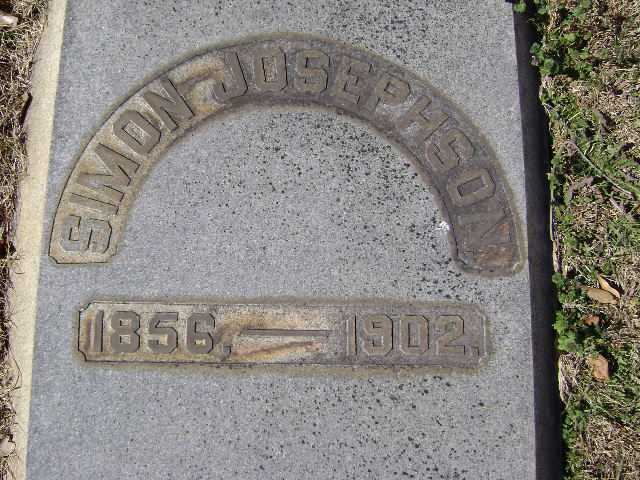 SIMON JOSEPHSON
1856. — 1902.